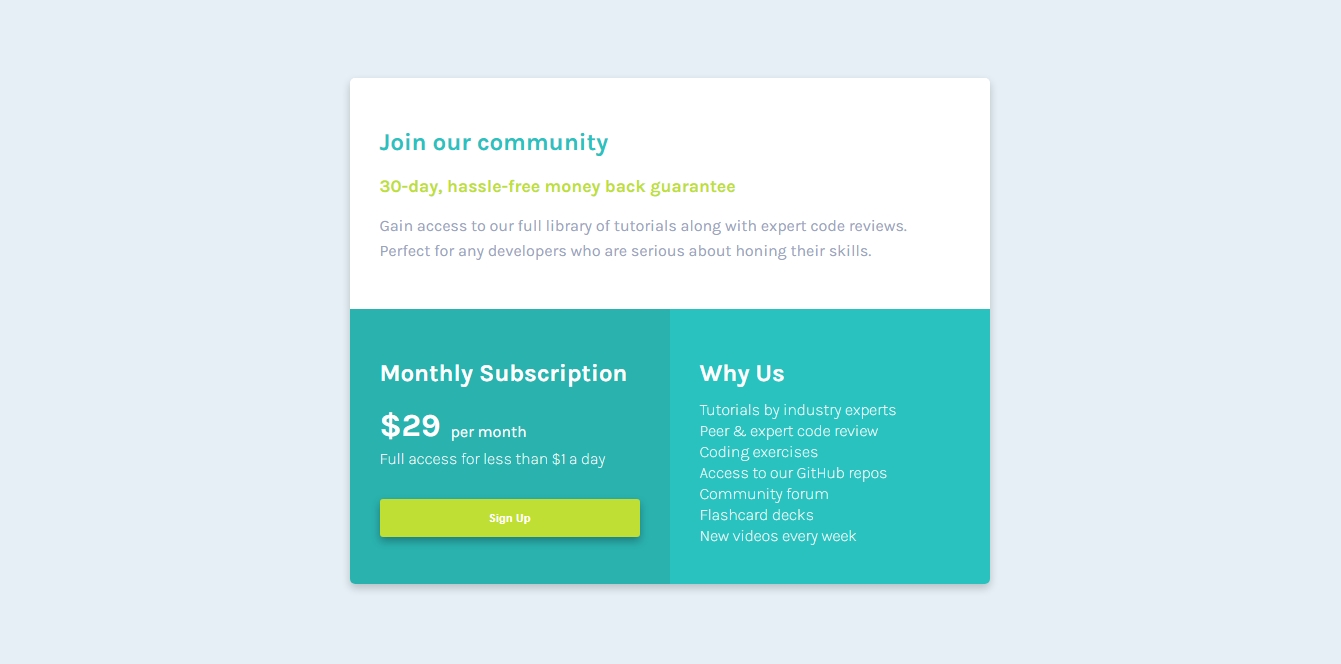 Join our community
30-day, hassle-free money back guarantee
Gain access to our full library of tutorials along with expert code reviews.
Perfect for any developers who are serious about honing their skills.
Monthly Subscription
$29 per month
Full access for less than $1 a day
Sign Up
Why Us
Tutorials by industry experts
Peer & expert code review
Coding exercises
Access to our GitHub repos
Community forum
Flashcard decks
New videos every week